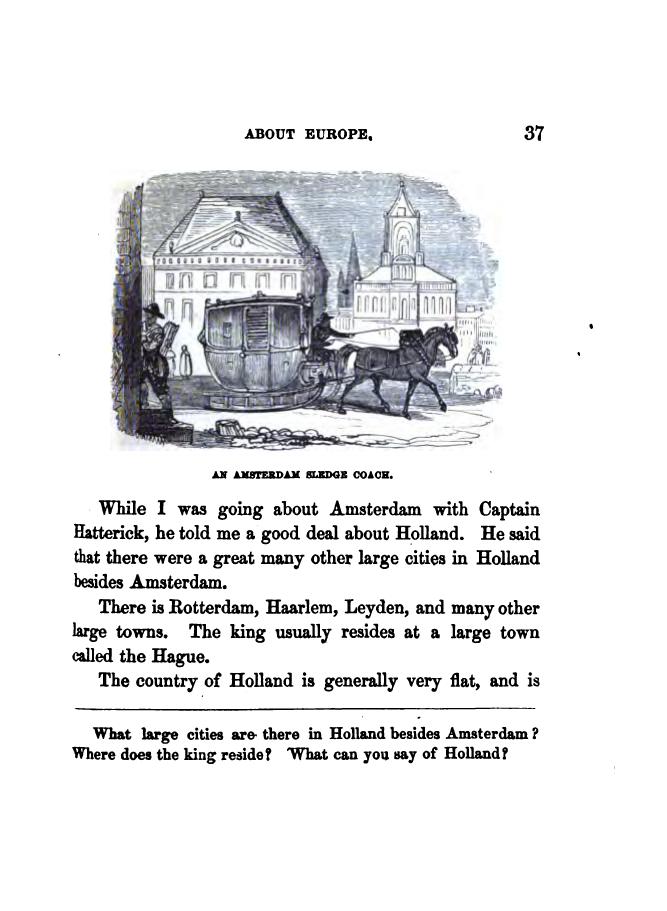 ABOUT EUROPE. 37
AN AMSTERDAM SLEDGE COACH.
While I was going about Amsterdam with Captain
Hatterick, he told me a good deal about Holland. He said
that there were a great many other large cities in Holland
besides Amsterdam.
There is Rotterdam, Haarlem, Leyden, and many other
large towns. The king usually resides at a large town
called the Hague.
The country of Holland is generally very flat, and is
What large cities are there in Holland besides Amsterdam?
Where does the king reside? What can you say of Holland?